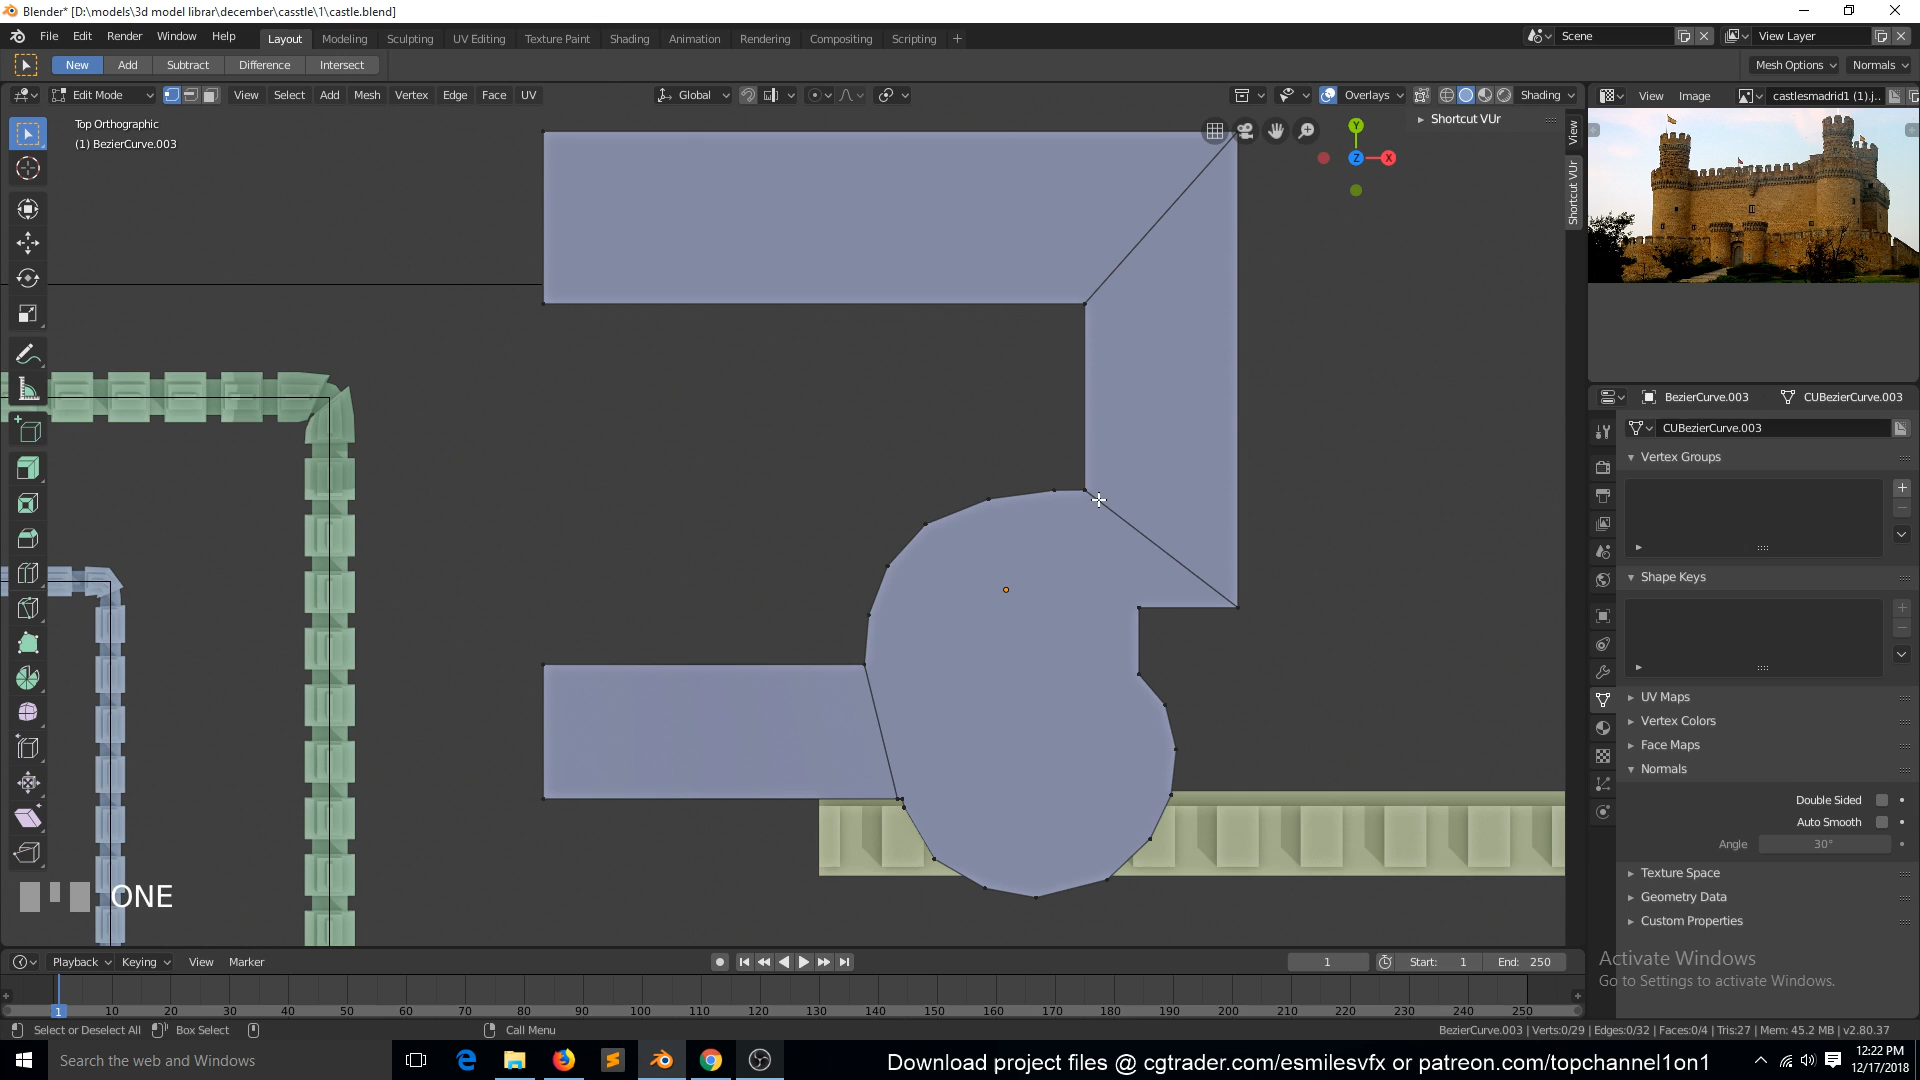 Blender* [D:\models\3d model librar\december\casstle\1\castle.blend]
File Edit Render Window Help Layout Modeling Sculpting UV Editing Texture Paint Shading Animation Rendering Compositing Scripting + Scene View Layer
New Add Subtract Difference Intersect Mesh Options Normals
Edit Mode View Select Add Mesh Vertex Edge Face UV Global Overlays Shading View Image castlesmadrid1 (1).j..
Top Orthographic
(1) BezierCurve.003
Shortcut VUr
View
Shortcut VUr
Y
Z
X
BezierCurve.003 CUBezierCurve.003
CUBezierCurve.003
Vertex Groups
Shape Keys
UV Maps
Vertex Colors
Face Maps
Normals
Double Sided
Auto Smooth
Angle 30°
Texture Space
Geometry Data
Custom Properties
ONE
Activate Windows
Go to Settings to activate Windows.
Playback Keying View Marker 1 Start: 1 End: 250
1 10 20 30 40 50 60 70 80 90 100 110 120 130 140 150 160 170 180 190 200 210 220 230 240 250
Select or Deselect All Box Select Call Menu BezierCurve.003 | Verts:0/29 | Edges:0/32 | Faces:0/4 | Tris:27 | Mem: 45.2 MB | v2.80.37
Search the web and Windows
Download project files @ cgtrader.com/esmilesvfx or patreon.com/topchannel1on1
12:22 PM
12/17/2018